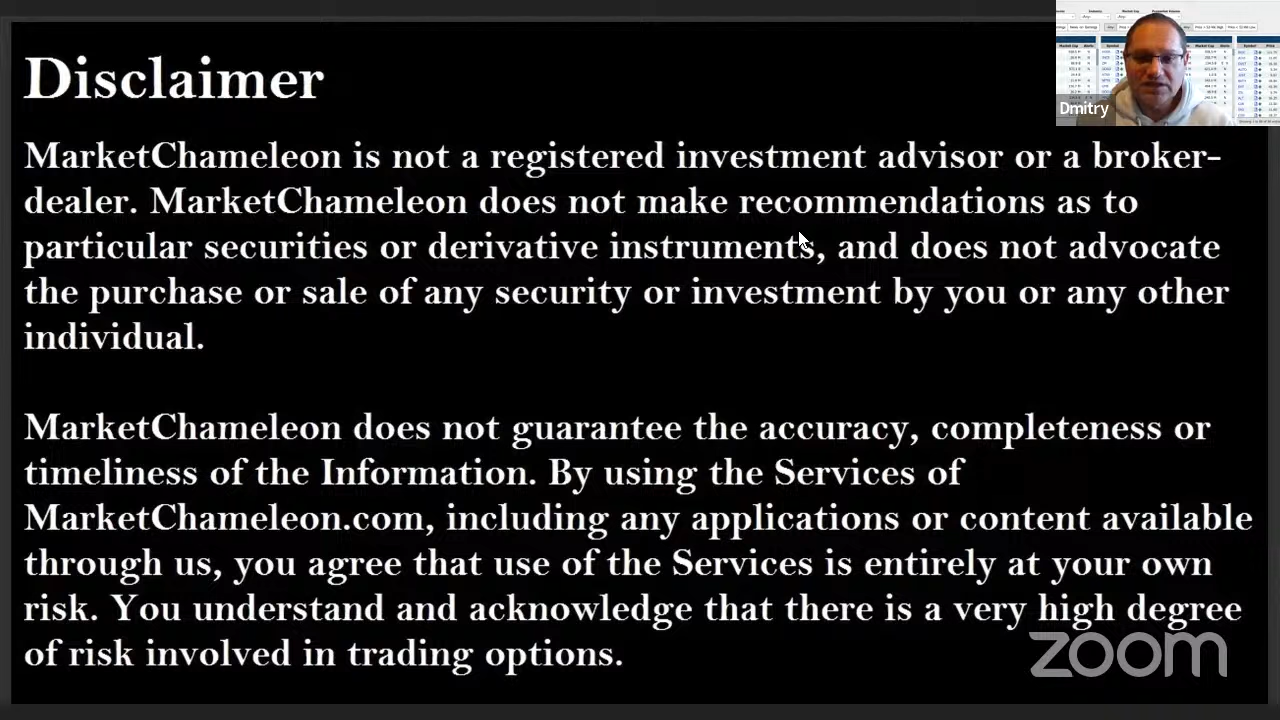 Disclaimer
MarketChameleon is not a registered investment advisor or a broker-
dealer. MarketChameleon does not make recommendations as to
particular securities or derivative instruments, and does not advocate
the purchase or sale of any security or investment by you or any other
individual.
MarketChameleon does not guarantee the accuracy, completeness or
timeliness of the Information. By using the Services of
MarketChameleon.com, including any applications or content available
through us, you agree that use of the Services is entirely at your own
risk. You understand and acknowledge that there is a very high degree
of risk involved in trading options.
Dmitry
zoom